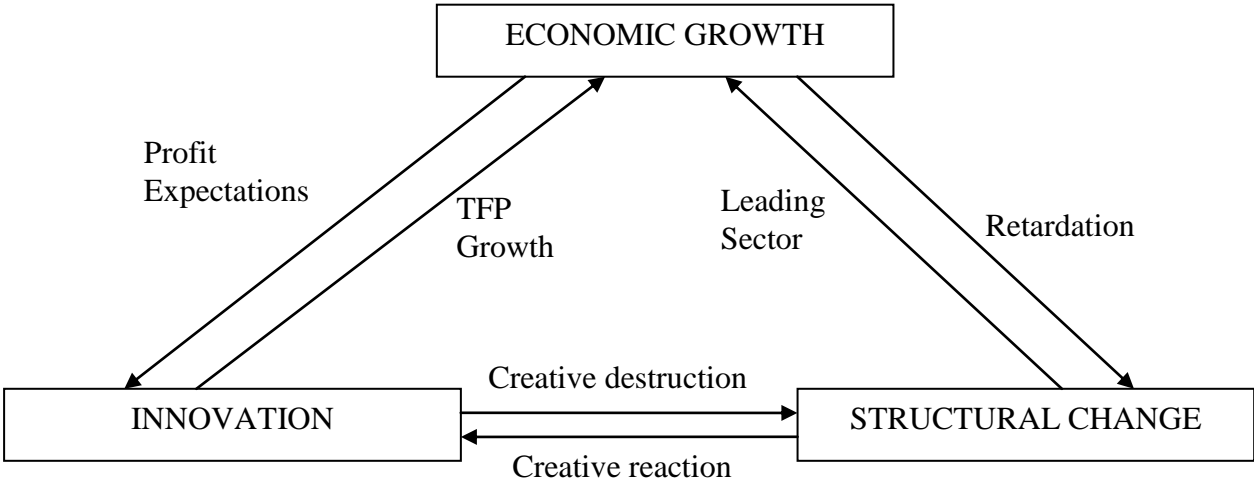 ECONOMIC GROWTH
Profit
Expectations
TFP
Growth
Leading
Sector
Retardation
Creative destruction
INNOVATION
STRUCTURAL CHANGE
Creative reaction